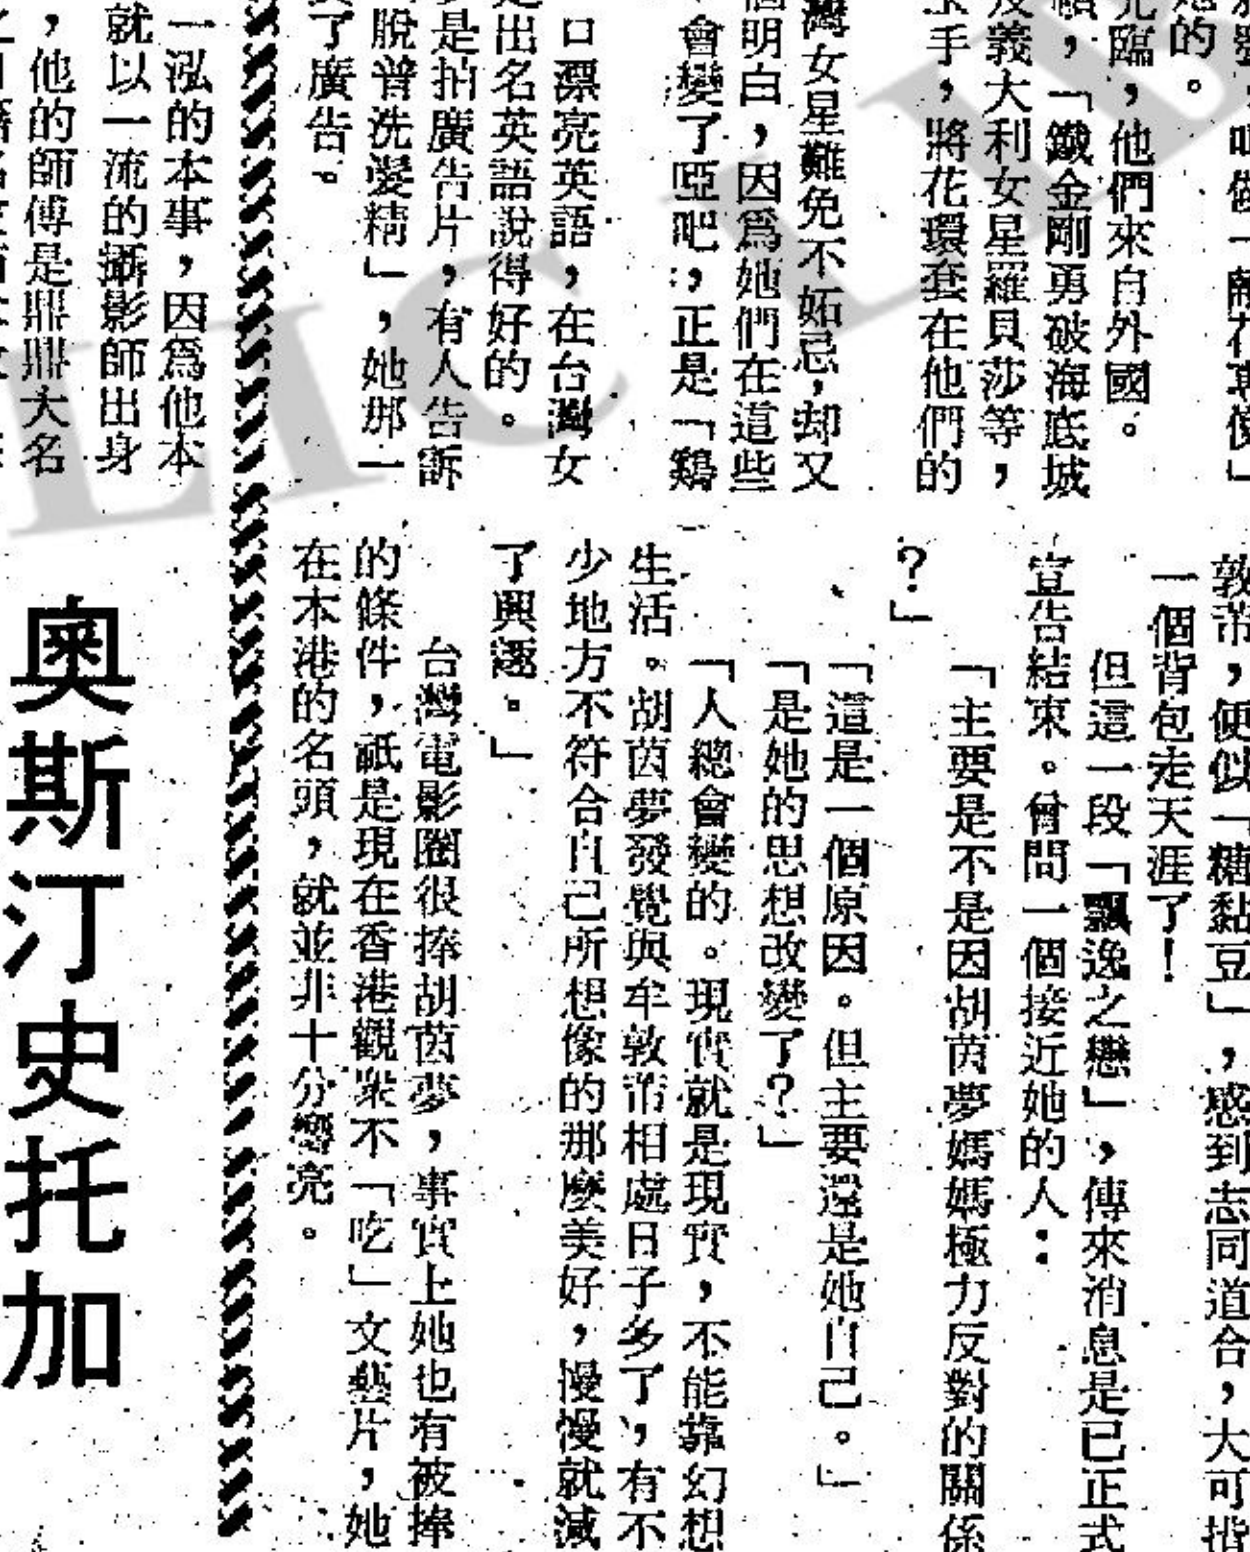 她的。
光臨，他們來自外國。
，「鐵金剛勇破海底城
義大利女星羅貝莎等，
手，將花環套在他們的
灣女星難免不妬忌，却又
明白，因爲她們在這些
會變了啞吧，正是「鷄
口漂亮英語，在台灣女
出名英語說得好的。
是拍廣告片，有人告訴
脫普洗髮精」，她那一
了廣告。
敦芾，便似「糖黏豆」，感到志同道合，大可揹
一個背包走天涯了！
但這一段「飄逸之戀」，傳來消息是已正式
宣告結束。曾問一個接近她的人：
「主要是不是因胡茵夢媽媽極力反對的關係
？」
「這是一個原因。但主要還是她自己。」
「是她的思想改變了？」
「人總會變的。現實就是現實，不能靠幻想
生活。胡茵夢發覺與牟敦芾相處日子多了，有不
少地方不符合自己所想像的那麼美好，慢慢就減
了興趣。」
台灣電影圈很捧胡茵夢，事實上她也有被捧
的條件，祇是現在香港觀衆不「吃」文藝片，她
在本港的名頭，就並非十分響亮。
一泓的本事，因爲他本
就以一流的攝影師出身
，他的師傅是鼎鼎大名
奧斯汀史托加
LIC LI